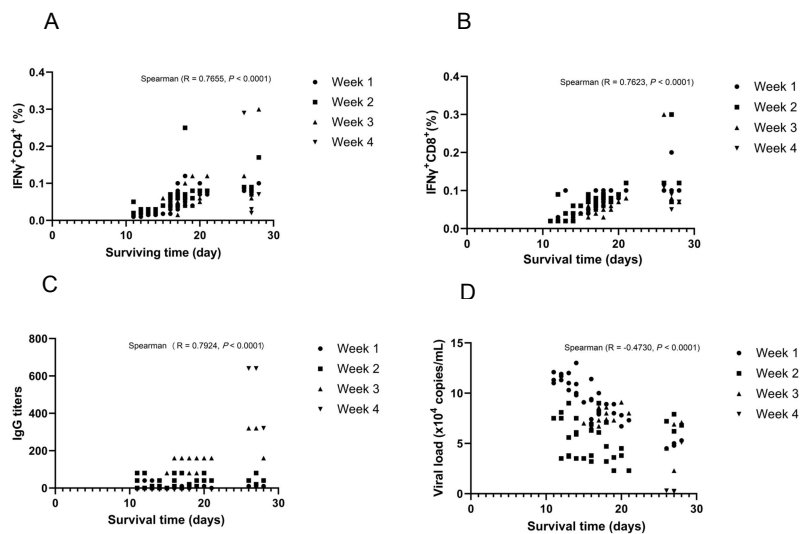 A
Spearman (R = 0.7655, P < 0.0001)
0.4
0.3
0.2
0.1
0.0
0
10
20
30
IFNγ⁺CD4⁺(%)
Surviving time (day)
Week 1
Week 2
Week 3
Week 4
B
Spearman (R = 0.7623, P < 0.0001)
0.4
0.3
0.2
0.1
0.0
0
10
20
30
IFNγ⁺CD8⁺(%)
Survival time (days)
Week 1
Week 2
Week 3
Week 4
C
Spearman ( R = 0.7924, P < 0.0001)
800
600
400
200
0
0
10
20
30
IgG titers
Survival time (days)
Week 1
Week 2
Week 3
Week 4
D
Spearman (R = -0.4730, P < 0.0001)
15
10
5
0
0
10
20
30
Viral load (x10⁴ copies/mL)
Survival time (days)
Week 1
Week 2
Week 3
Week 4